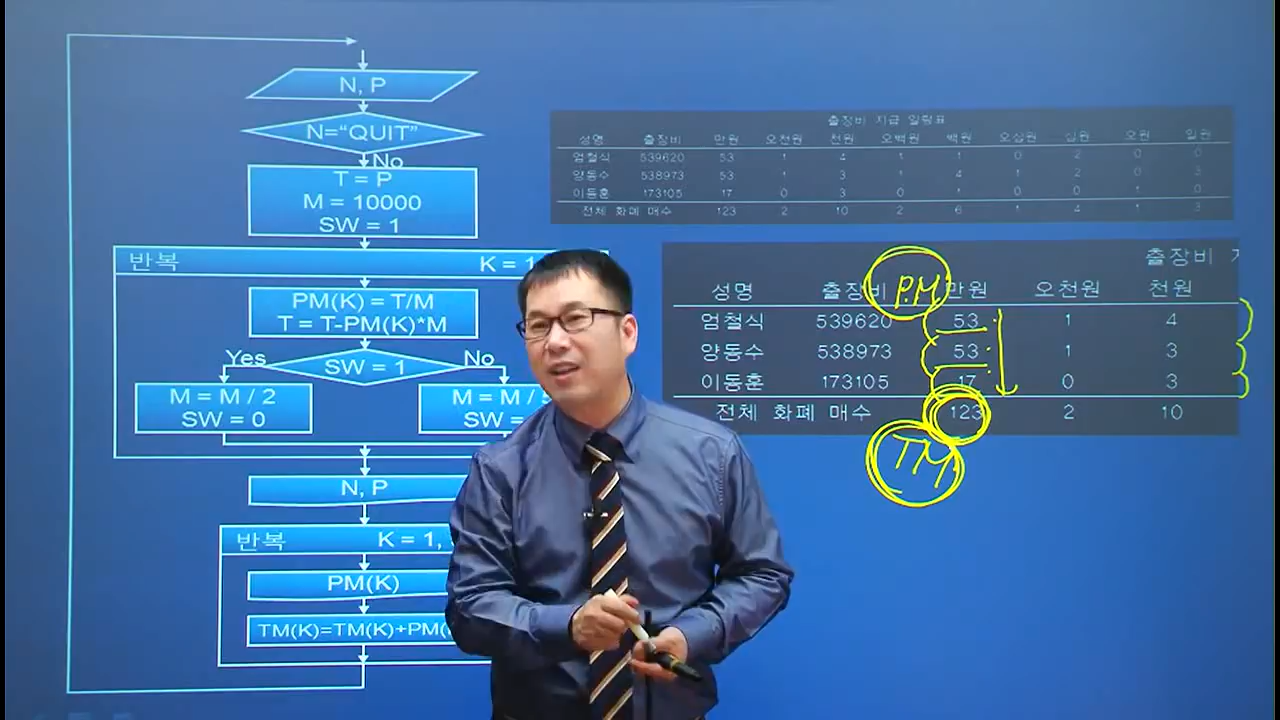 N, P
N="QUIT"
No
T = P
M = 10000
SW = 1
반복 K = 1
PM(K) = T/M
T = T-PM(K)*M
Yes SW = 1 No
M = M / 2
SW = 0
M = M /
SW =
N, P
반복 K = 1,
PM(K)
TM(K)=TM(K)+PM(
출장비 지급 일람표
성명 출장비 만원 오천원 천원 오백원 백원 오십원 십원 오원 일원
엄철식 539620 53 1 4 1 1 0 2 0 0
양동수 538973 53 1 3 1 4 1 2 0 3
이동훈 173105 17 0 3 0 1 0 0 1 0
전체 화폐 매수 123 2 10 2 6 1 4 1 3
출장비
성명 출장비 PM 만원 오천원 천원
엄철식 539620 53 1 4
양동수 538973 53 1 3
이동훈 173105 17 0 3
전체 화폐 매수 123 2 10
TM